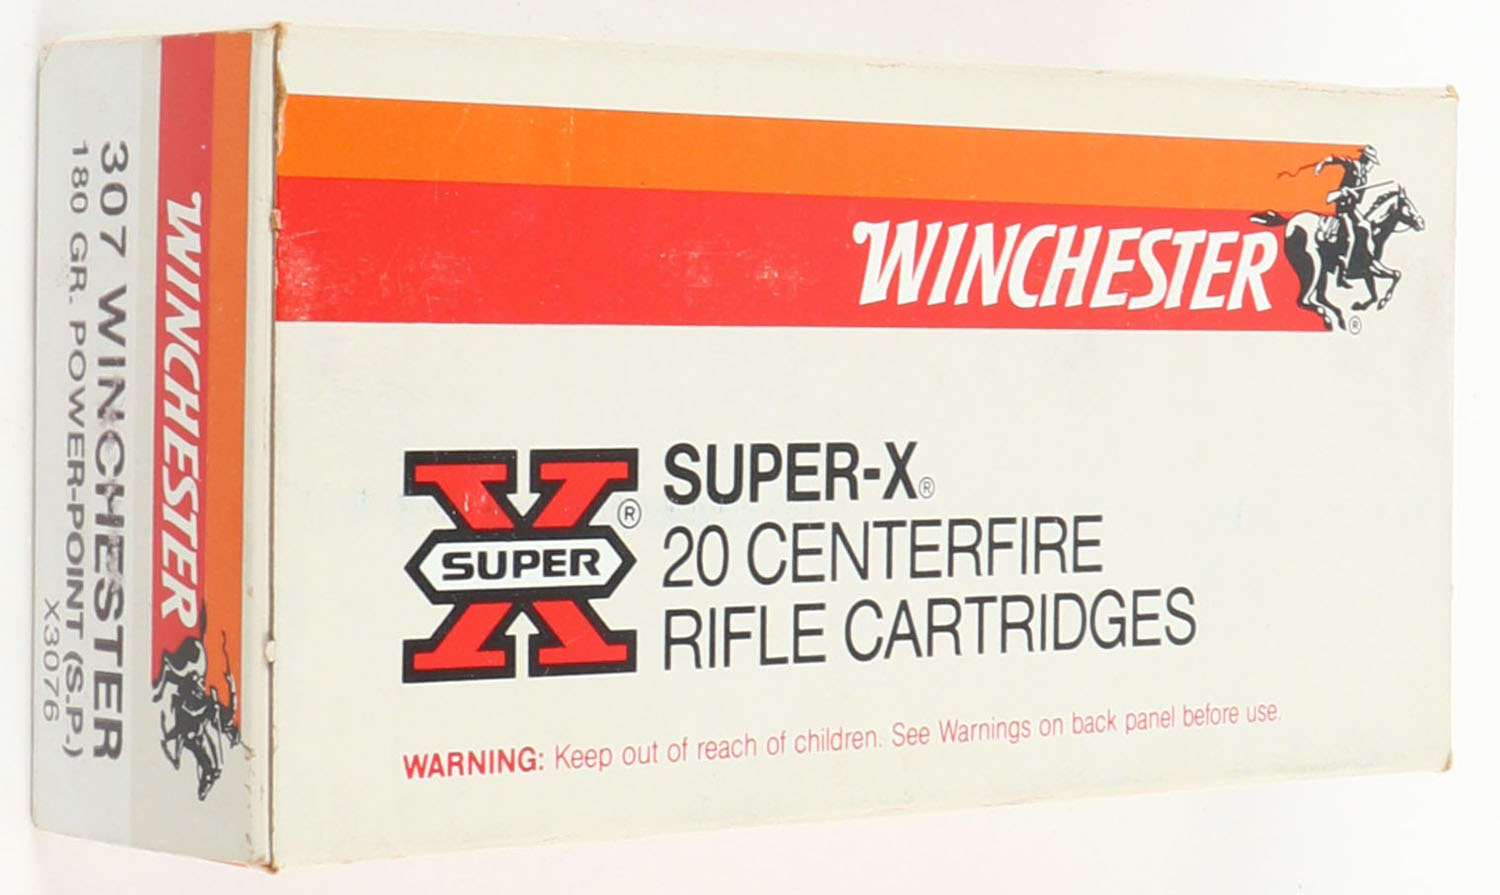 WINCHESTER
®
SUPER
®
SUPER-X®
20 CENTERFIRE
RIFLE CARTRIDGES
WARNING: Keep out of reach of children. See Warnings on back panel before use.
WINCHESTER
307 WINCHESTER
180 GR. POWER-POINT (S.P.)
X3076